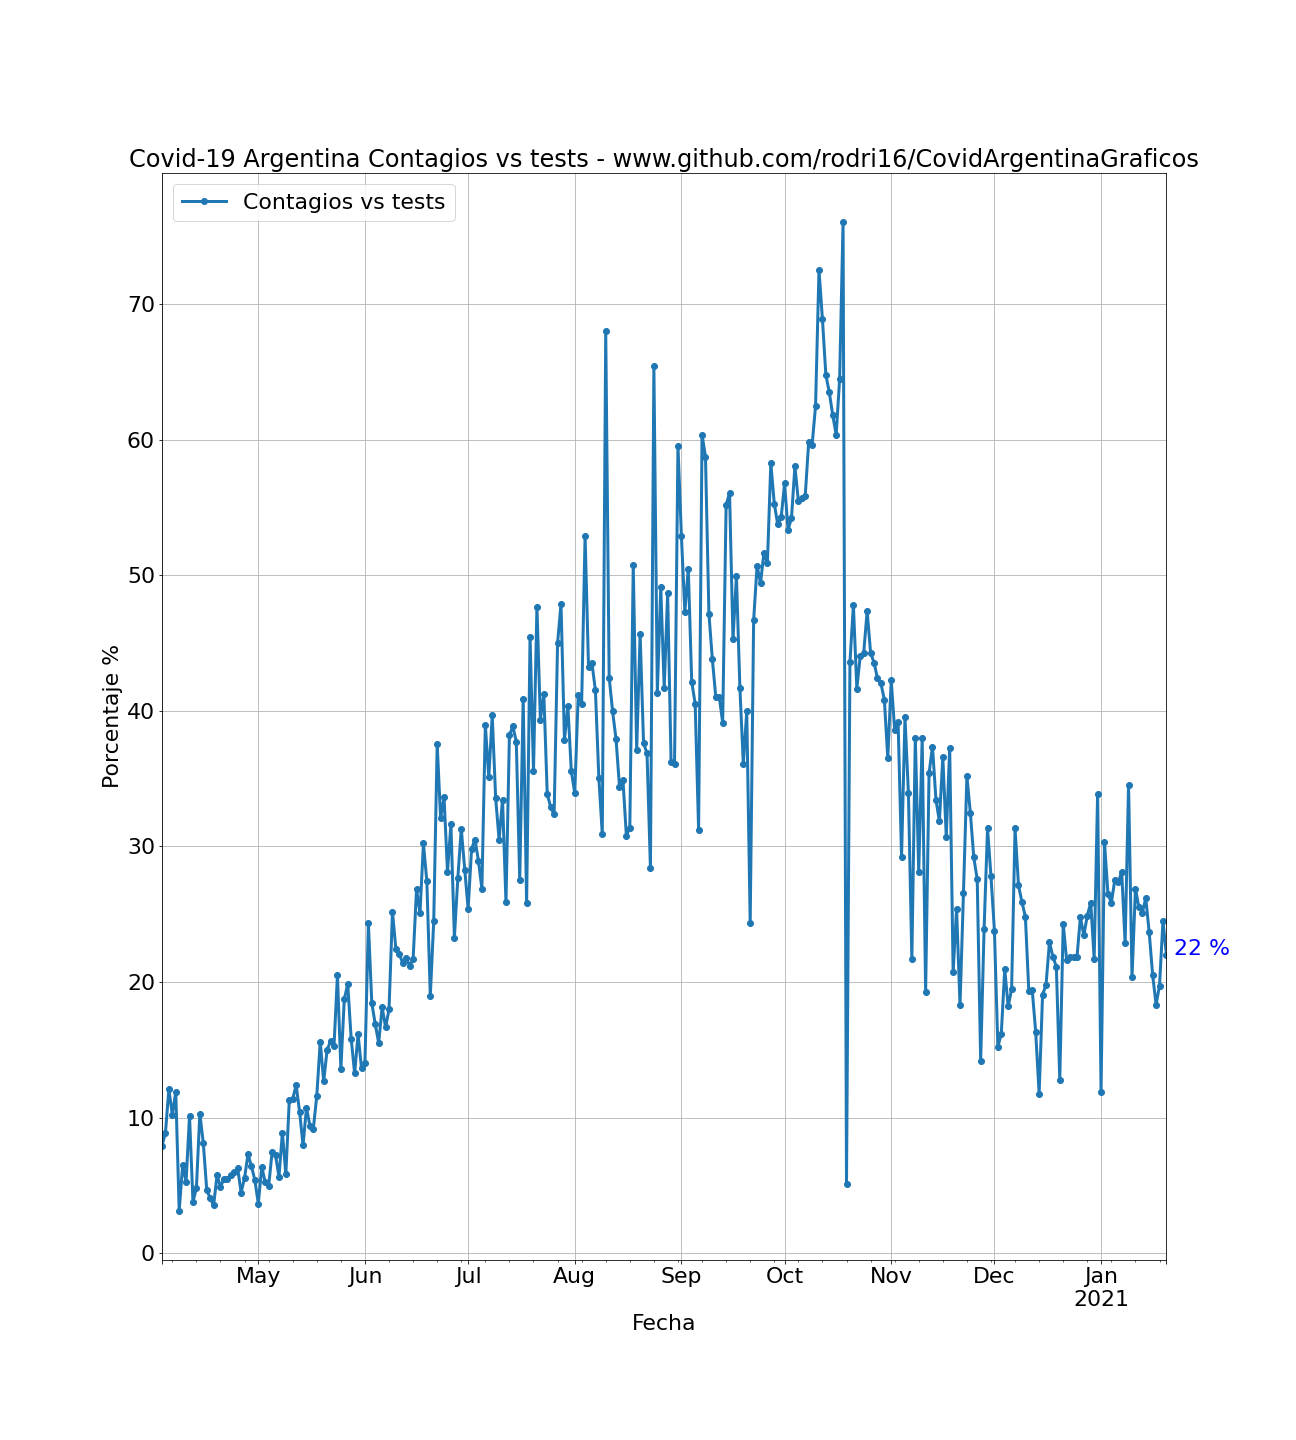 Covid-19 Argentina Contagios vs tests - www.github.com/rodri16/CovidArgentinaGraficos
Contagios vs tests
70
60
50
40
30
20
10
0
Porcentaje %
22 %
May Jun Jul Aug Sep Oct Nov Dec Jan
2021
Fecha